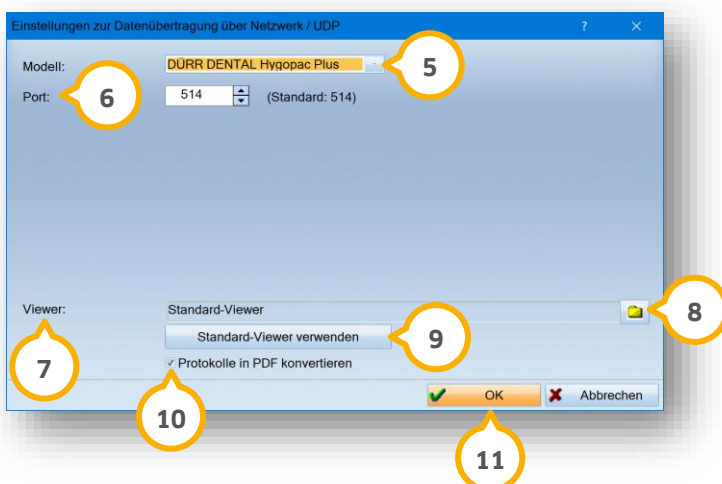 Einstellungen zur Datenübertragung über Netzwerk / UDP ? ×
Modell: DÜRR DENTAL Hygopac Plus 5
Port: 6 514 (Standard: 514)
Viewer: Standard-Viewer 8
Standard-Viewer verwenden 9
7 Protokolle in PDF konvertieren
10 OK Abbrechen
11